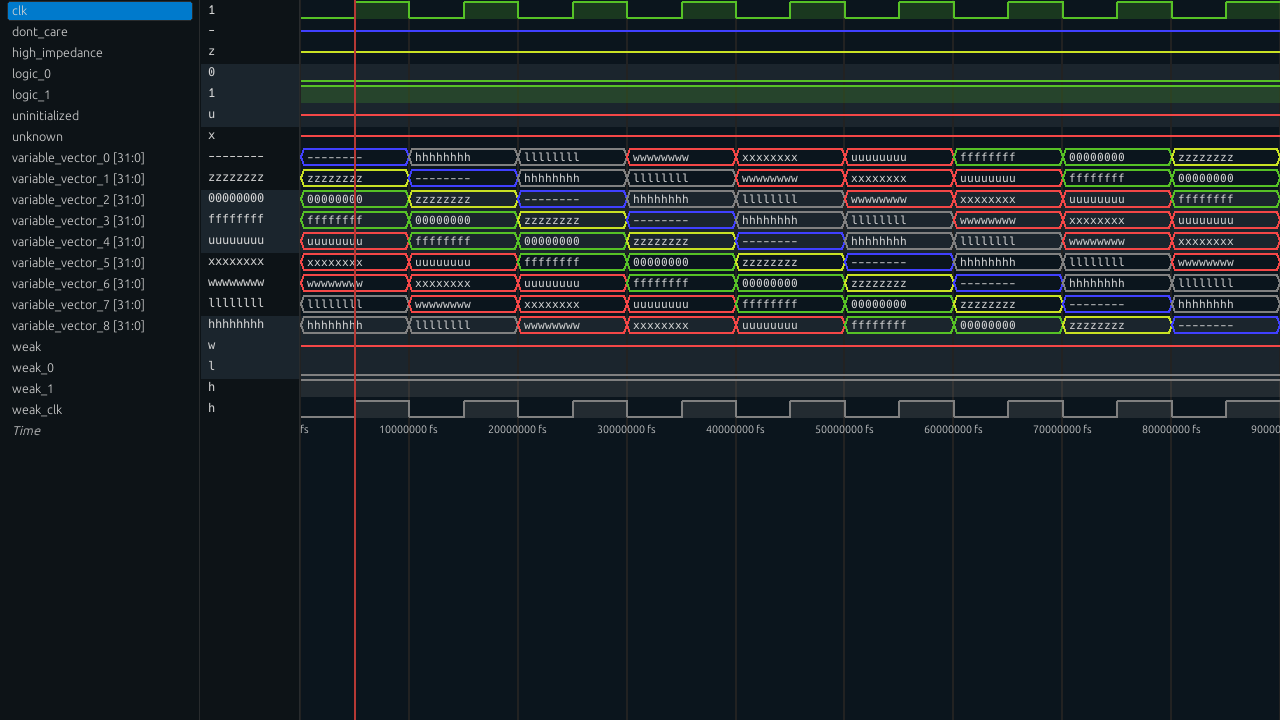 clk 1
dont_care -
high_impedance z
logic_0 0
logic_1 1
uninitialized u
unknown x
variable_vector_0 [31:0] -------- -------- hhhhhhhh llllllll wwwwwwww xxxxxxxx uuuuuuuu ffffffff 00000000 zzzzzzzz
variable_vector_1 [31:0] zzzzzzzz zzzzzzzz -------- hhhhhhhh llllllll wwwwwwww xxxxxxxx uuuuuuuu ffffffff 00000000
variable_vector_2 [31:0] 00000000 00000000 zzzzzzzz -------- hhhhhhhh llllllll wwwwwwww xxxxxxxx uuuuuuuu ffffffff
variable_vector_3 [31:0] ffffffff ffffffff 00000000 zzzzzzzz -------- hhhhhhhh llllllll wwwwwwww xxxxxxxx uuuuuuuu
variable_vector_4 [31:0] uuuuuuuu uuuuuuuu ffffffff 00000000 zzzzzzzz -------- hhhhhhhh llllllll wwwwwwww xxxxxxxx
variable_vector_5 [31:0] xxxxxxxx xxxxxxxx uuuuuuuu ffffffff 00000000 zzzzzzzz -------- hhhhhhhh llllllll wwwwwwww
variable_vector_6 [31:0] wwwwwwww wwwwwwww xxxxxxxx uuuuuuuu ffffffff 00000000 zzzzzzzz -------- hhhhhhhh llllllll
variable_vector_7 [31:0] llllllll llllllll wwwwwwww xxxxxxxx uuuuuuuu ffffffff 00000000 zzzzzzzz -------- hhhhhhhh
variable_vector_8 [31:0] hhhhhhhh hhhhhhhh llllllll wwwwwwww xxxxxxxx uuuuuuuu ffffffff 00000000 zzzzzzzz --------
weak w
weak_0 l
weak_1 h
weak_clk h
Time fs 10000000 fs 20000000 fs 30000000 fs 40000000 fs 50000000 fs 60000000 fs 70000000 fs 80000000 fs 90000